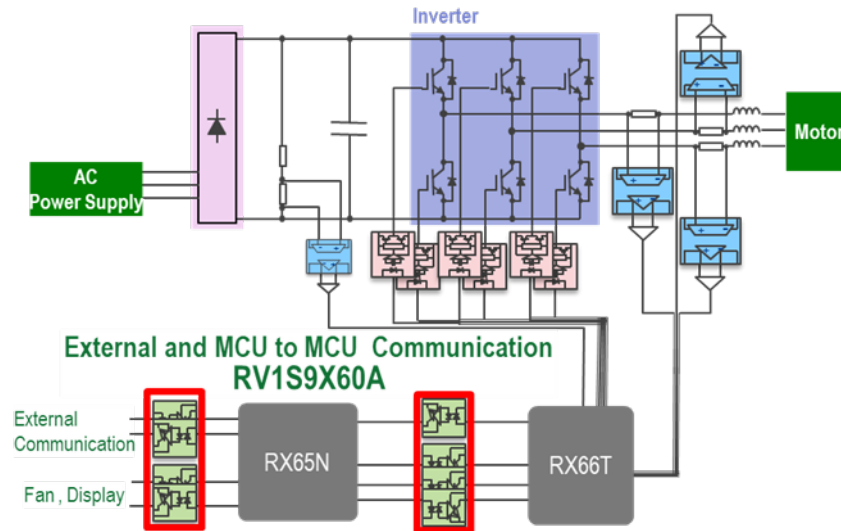 Inverter
Motor
AC
Power Supply
External and MCU to MCU Communication
RV1S9X60A
External
Communication
RX65N
RX66T
Fan , Display